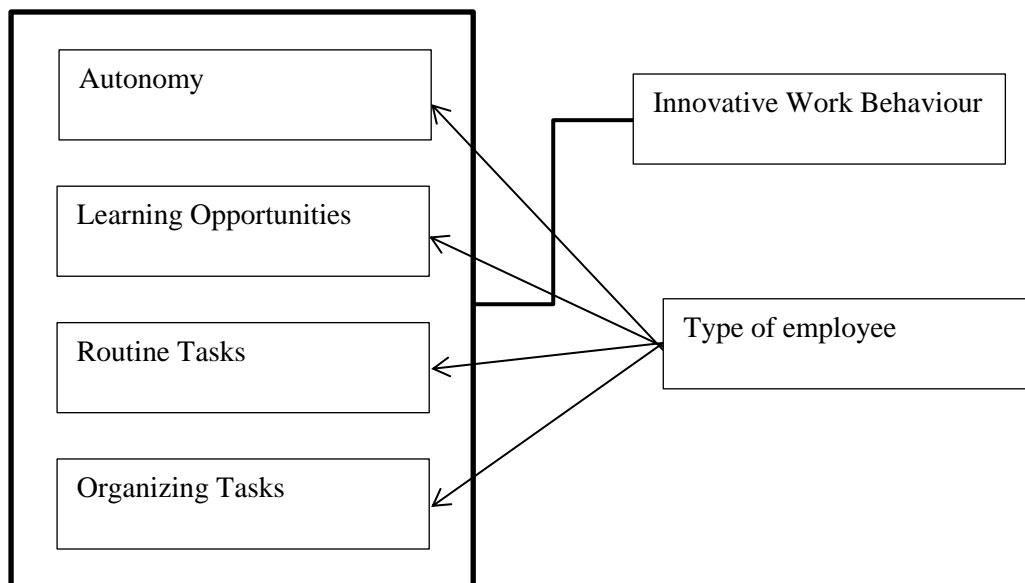 Autonomy
Learning Opportunities
Routine Tasks
Organizing Tasks
Innovative Work Behaviour
Type of employee